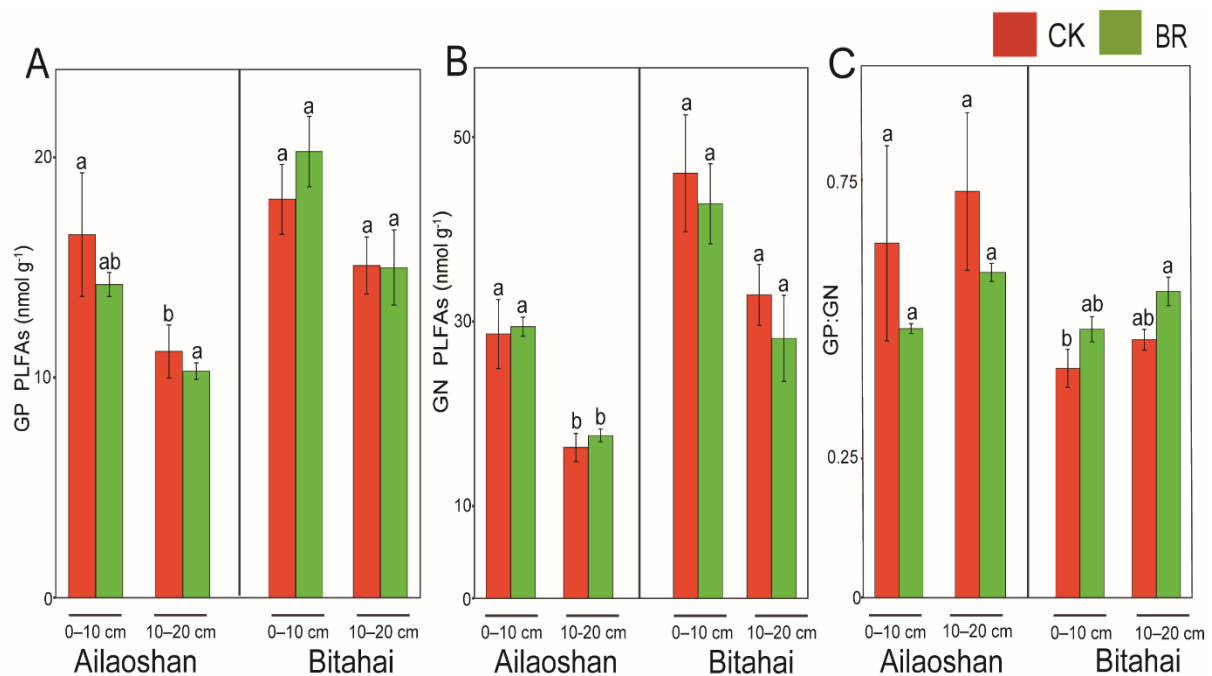 CK BR
A
GP PLFAs (nmol g⁻¹)
20
10
0
a
ab
b
a
a
a
a
a
0–10 cm 10–20 cm 0–10 cm 10–20 cm
Ailaoshan Bitahai
B
GN PLFAs (nmol g⁻¹)
50
30
10
0
a
a
b
b
a
a
a
a
0–10 cm 10-20 cm 0–10 cm 10–20 cm
Ailaoshan Bitahai
C
GP:GN
0.75
0.25
0
a
a
a
a
b
ab
ab
a
0–10 cm 10–20 cm 0–10 cm 10–20 cm
Ailaoshan Bitahai